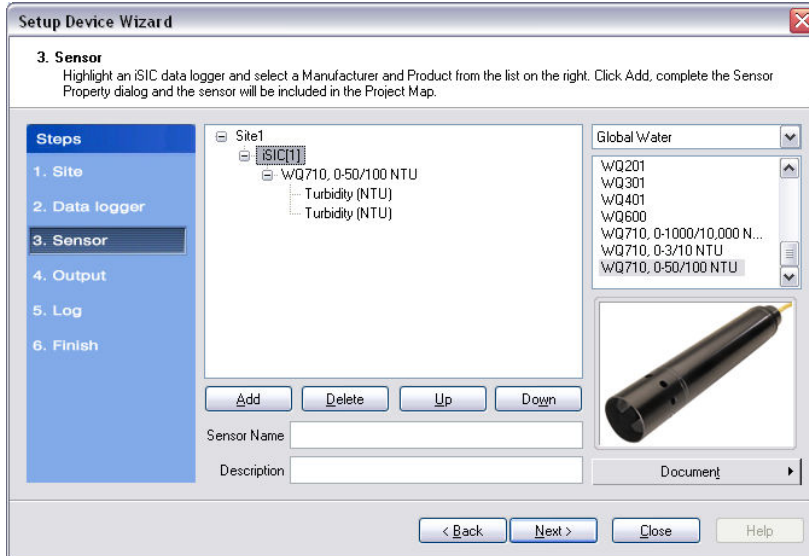 Setup Device Wizard
3. Sensor
Highlight an iSIC data logger and select a Manufacturer and Product from the list on the right. Click Add, complete the Sensor
Property dialog and the sensor will be included in the Project Map.
Steps
1. Site
2. Data logger
3. Sensor
4. Output
5. Log
6. Finish
Site1
iSIC[1]
WQ710, 0-50/100 NTU
Turbidity (NTU)
Turbidity (NTU)
Add
Delete
Up
Down
Sensor Name
Description
Global Water
WQ201
WQ301
WQ401
WQ600
WQ710, 0-1000/10,000 N...
WQ710, 0-3/10 NTU
WQ710, 0-50/100 NTU
Document
< Back
Next >
Close
Help